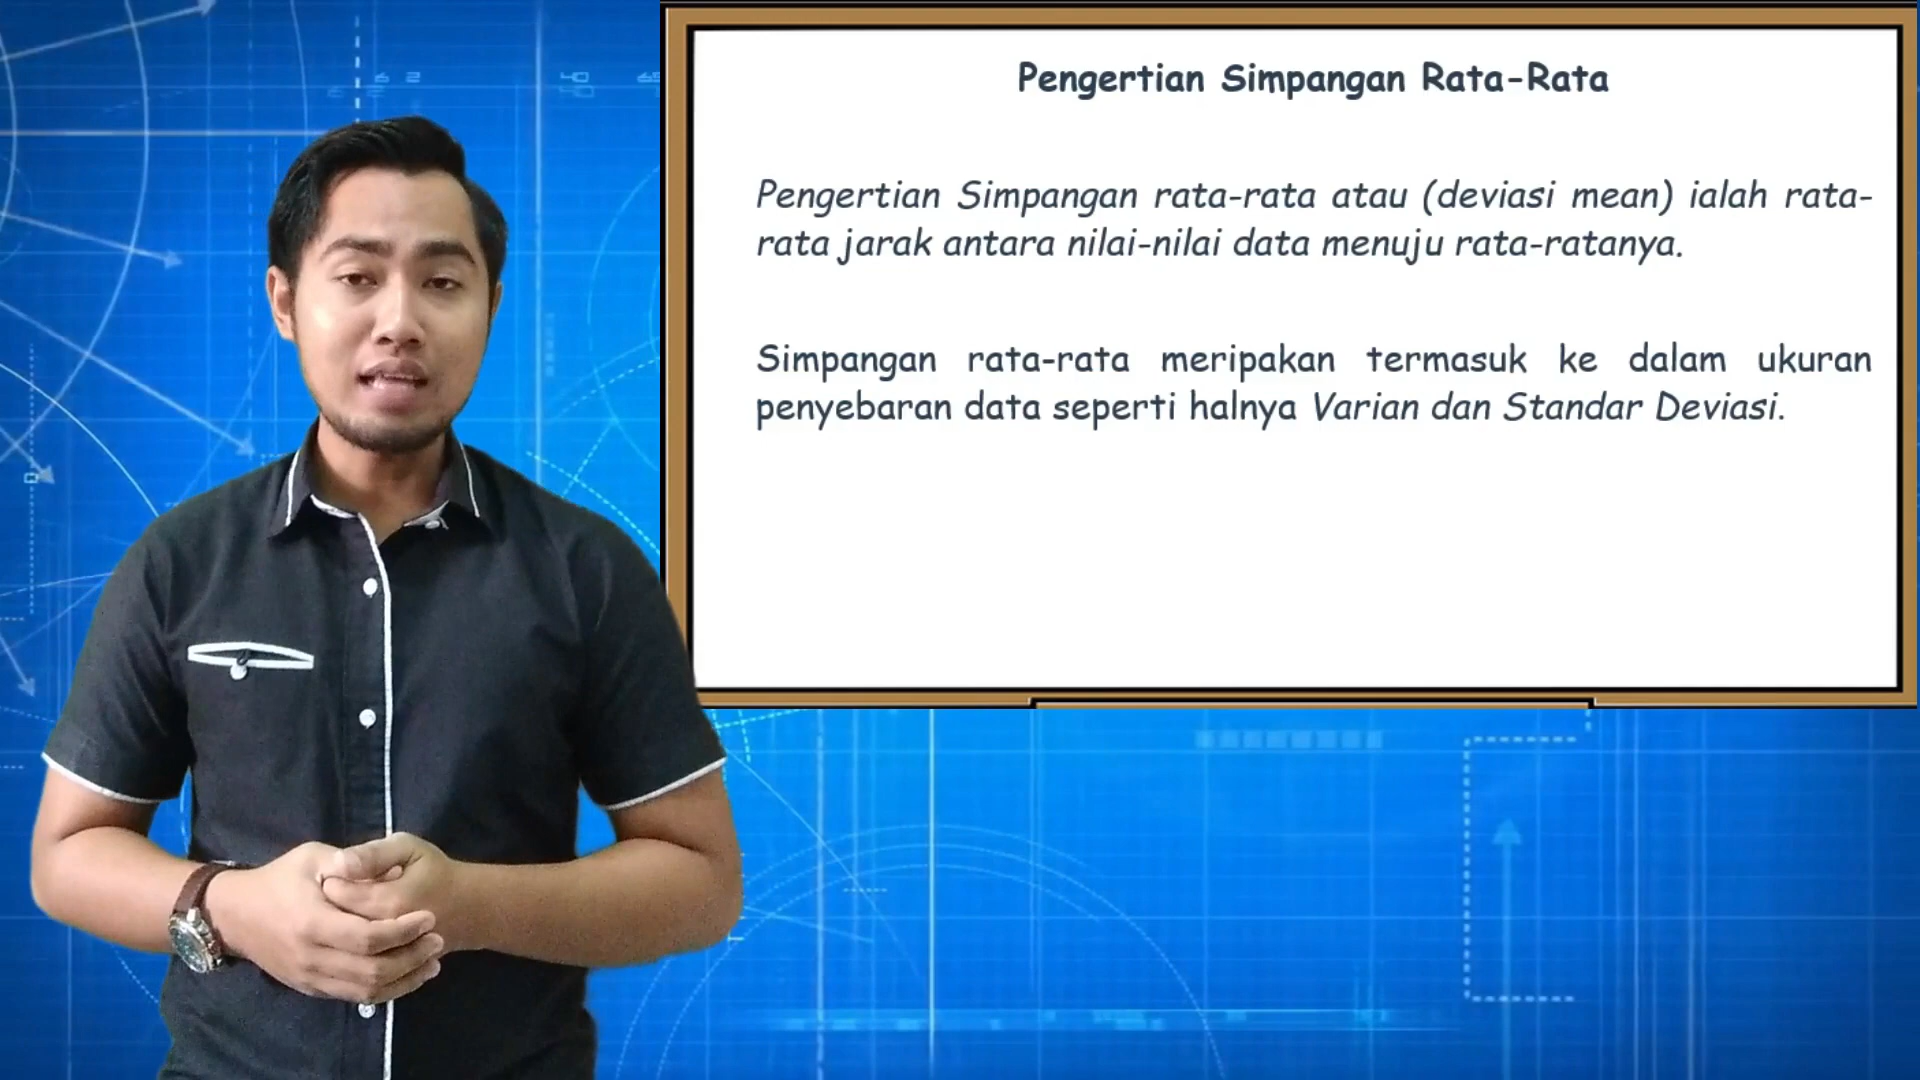 Pengertian Simpangan Rata-Rata
Pengertian Simpangan rata-rata atau (deviasi mean) ialah rata-
rata jarak antara nilai-nilai data menuju rata-ratanya.
Simpangan rata-rata meripakan termasuk ke dalam ukuran
penyebaran data seperti halnya Varian dan Standar Deviasi.